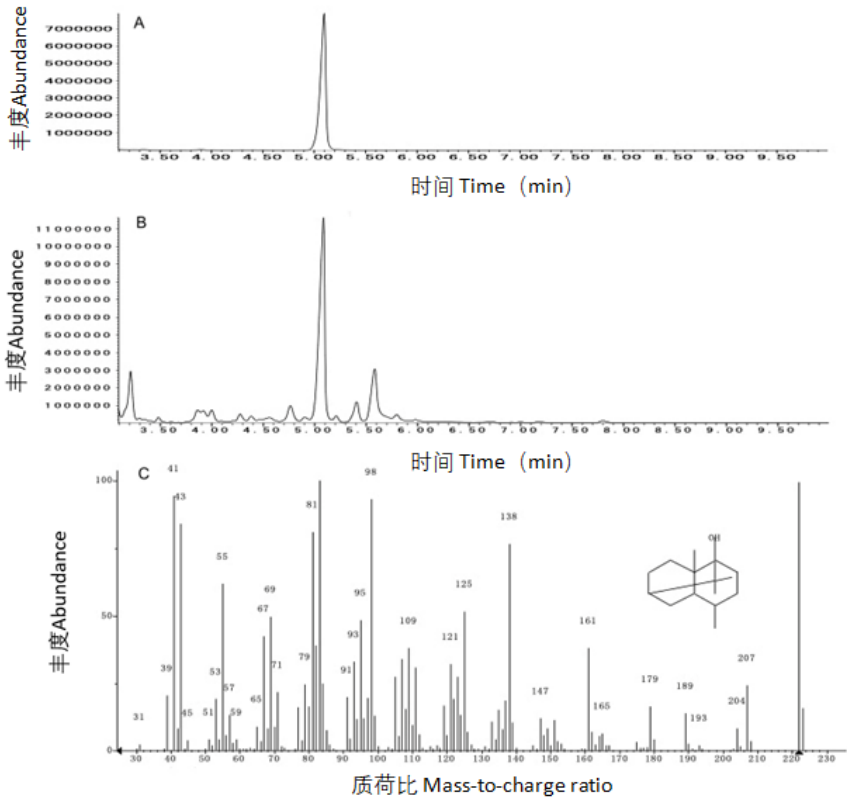 A
丰度Abundance
7000000
6000000
5000000
4000000
3000000
2000000
1000000
3.50 4.00 4.50 5.00 5.50 6.00 6.50 7.00 7.50 8.00 8.50 9.00 9.50
时间 Time（min）
B
丰度Abundance
11000000
10000000
9000000
8000000
7000000
6000000
5000000
4000000
3000000
2000000
1000000
3.50 4.00 4.50 5.00 5.50 6.00 6.50 7.00 7.50 8.00 8.50 9.00 9.50
时间 Time（min）
C
丰度Abundance
100
50
0
31 39 41 43 45 51 53 55 57 59 65 67 69 71 79 81 91 93 95 98 109 121 125 138 147 161 165 179 189 193 204 207
OH
30 40 50 60 70 80 90 100 110 120 130 140 150 160 170 180 190 200 210 220 230
质荷比 Mass-to-charge ratio